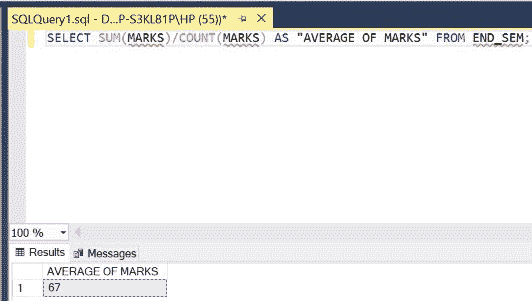 SQLQuery1.sql - D...P-S3KL81P\HP (55))*
SELECT SUM(MARKS)/COUNT(MARKS) AS "AVERAGE OF MARKS" FROM END_SEM;
100 %
Results Messages
AVERAGE OF MARKS
1 67